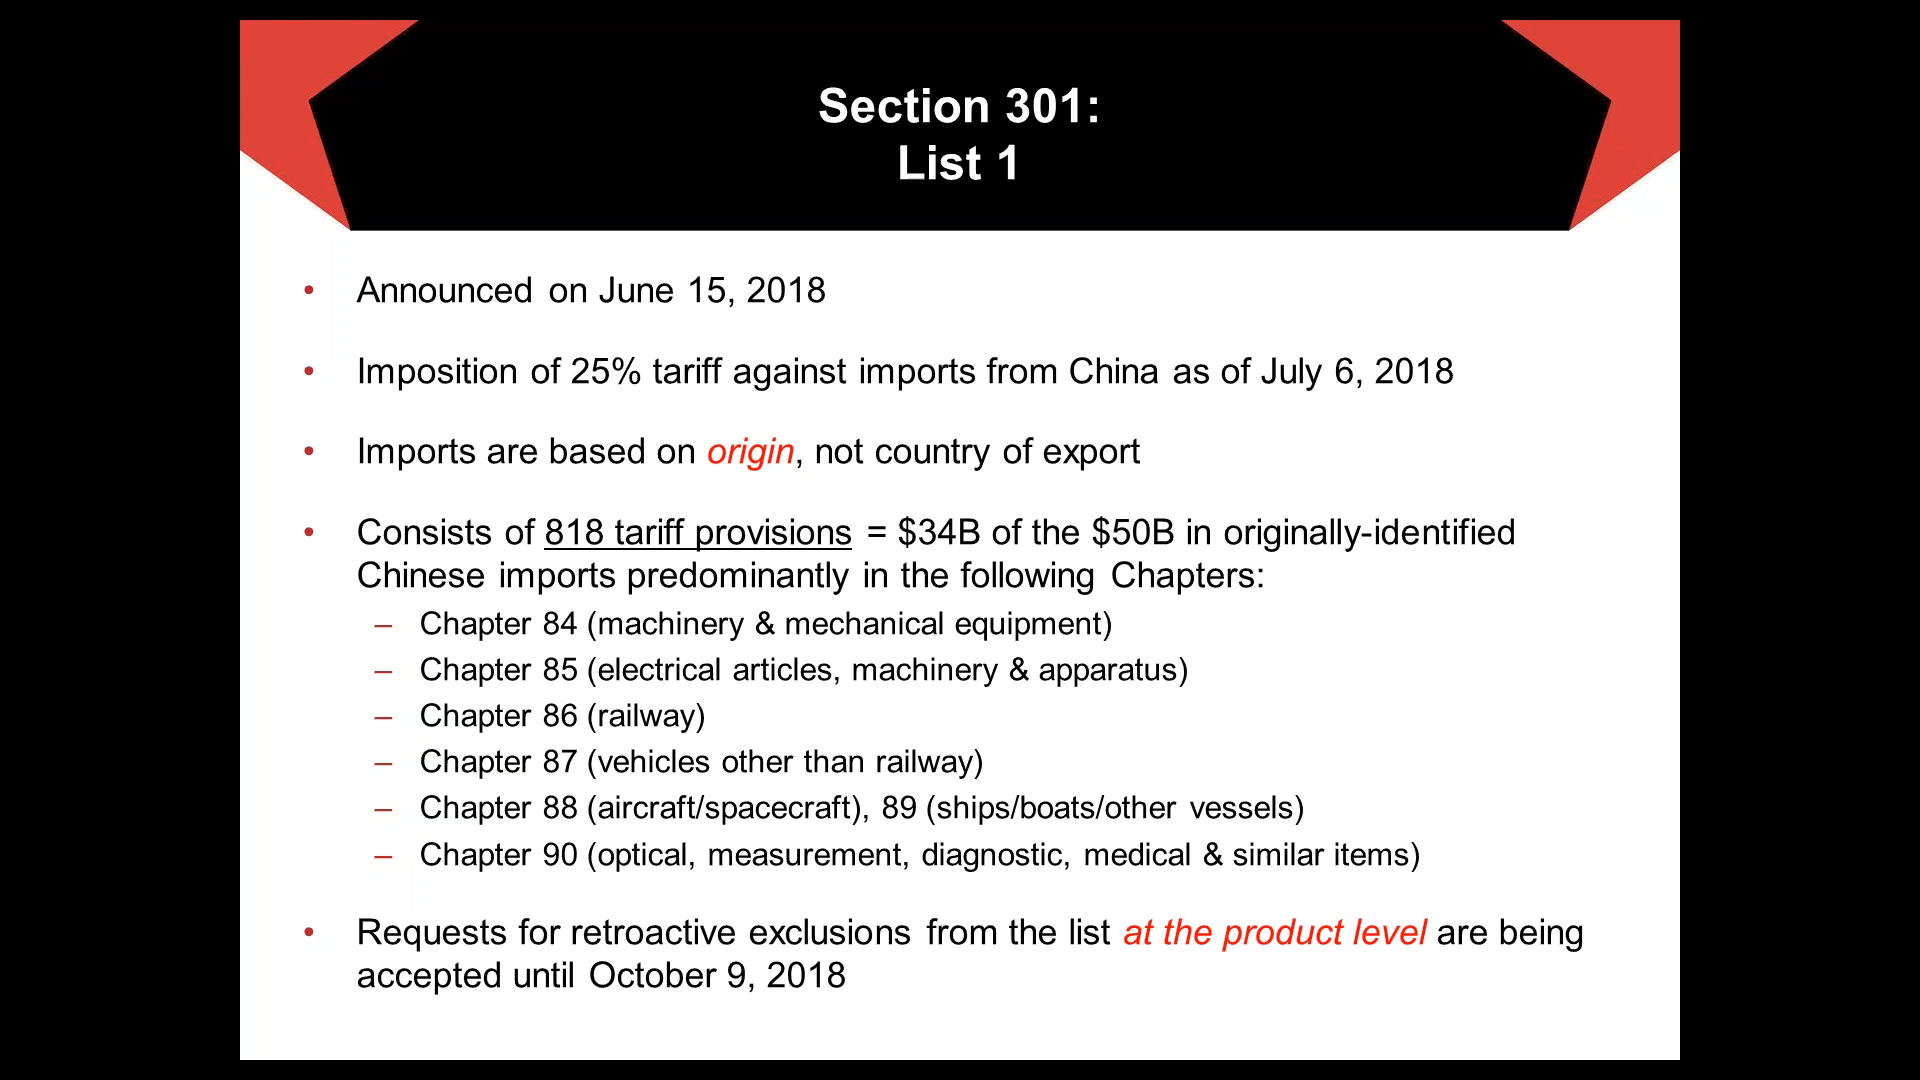 Section 301:
List 1
• Announced on June 15, 2018
• Imposition of 25% tariff against imports from China as of July 6, 2018
• Imports are based on origin, not country of export
• Consists of 818 tariff provisions = $34B of the $50B in originally-identified
Chinese imports predominantly in the following Chapters:
– Chapter 84 (machinery & mechanical equipment)
– Chapter 85 (electrical articles, machinery & apparatus)
– Chapter 86 (railway)
– Chapter 87 (vehicles other than railway)
– Chapter 88 (aircraft/spacecraft), 89 (ships/boats/other vessels)
– Chapter 90 (optical, measurement, diagnostic, medical & similar items)
• Requests for retroactive exclusions from the list at the product level are being
accepted until October 9, 2018